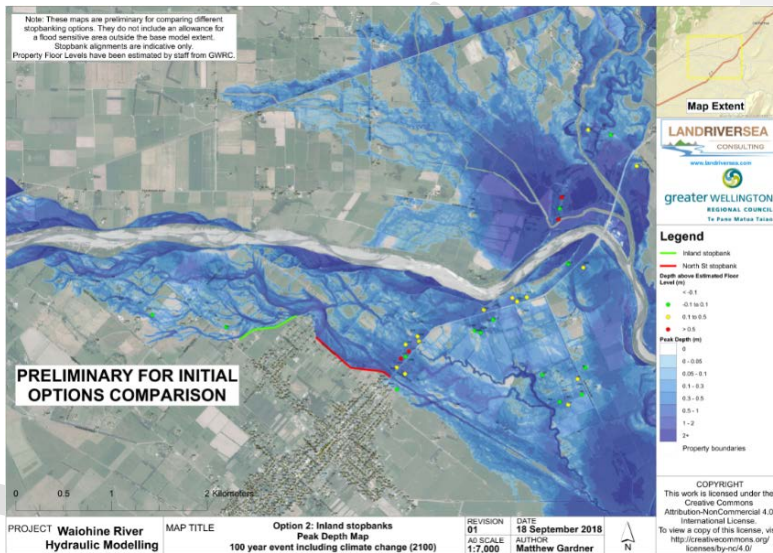 Note: These maps are preliminary for comparing different
stopbanking options. They do not include an allowance for
a flood sensitive area outside the base model extent.
Stopbank alignments are indicative only.
Property Floor Levels have been estimated by staff from GWRC.
Map Extent
LANDRIVERSEA
CONSULTING
www.landriversea.com
greater WELLINGTON
REGIONAL COUNCIL
Te Pane Matua Taiao
Legend
Inland stopbank
North St stopbank
Depth above Estimated Floor
Level (m)
< -0.1
-0.1 to 0.1
0.1 to 0.5
> 0.5
Peak Depth (m)
0
0 - 0.05
0.05 - 0.1
0.1 - 0.3
0.3 - 0.5
0.5 - 1
1 - 2
2+
Property boundaries
PRELIMINARY FOR INITIAL
OPTIONS COMPARISON
0 0.5 1 2 Kilometers
COPYRIGHT
This work is licensed under the
Creative Commons
Attribution-NonCommercial 4.0
International License.
To view a copy of this license, visi
http://creativecommons.org/
licenses/by-nc/4.0/
PROJECT Waiohine River
Hydraulic Modelling
MAP TITLE
Option 2: Inland stopbanks
Peak Depth Map
100 year event including climate change (2100)
REVISION
01
DATE
18 September 2018
A0 SCALE
1:7,000
AUTHOR
Matthew Gardner
N